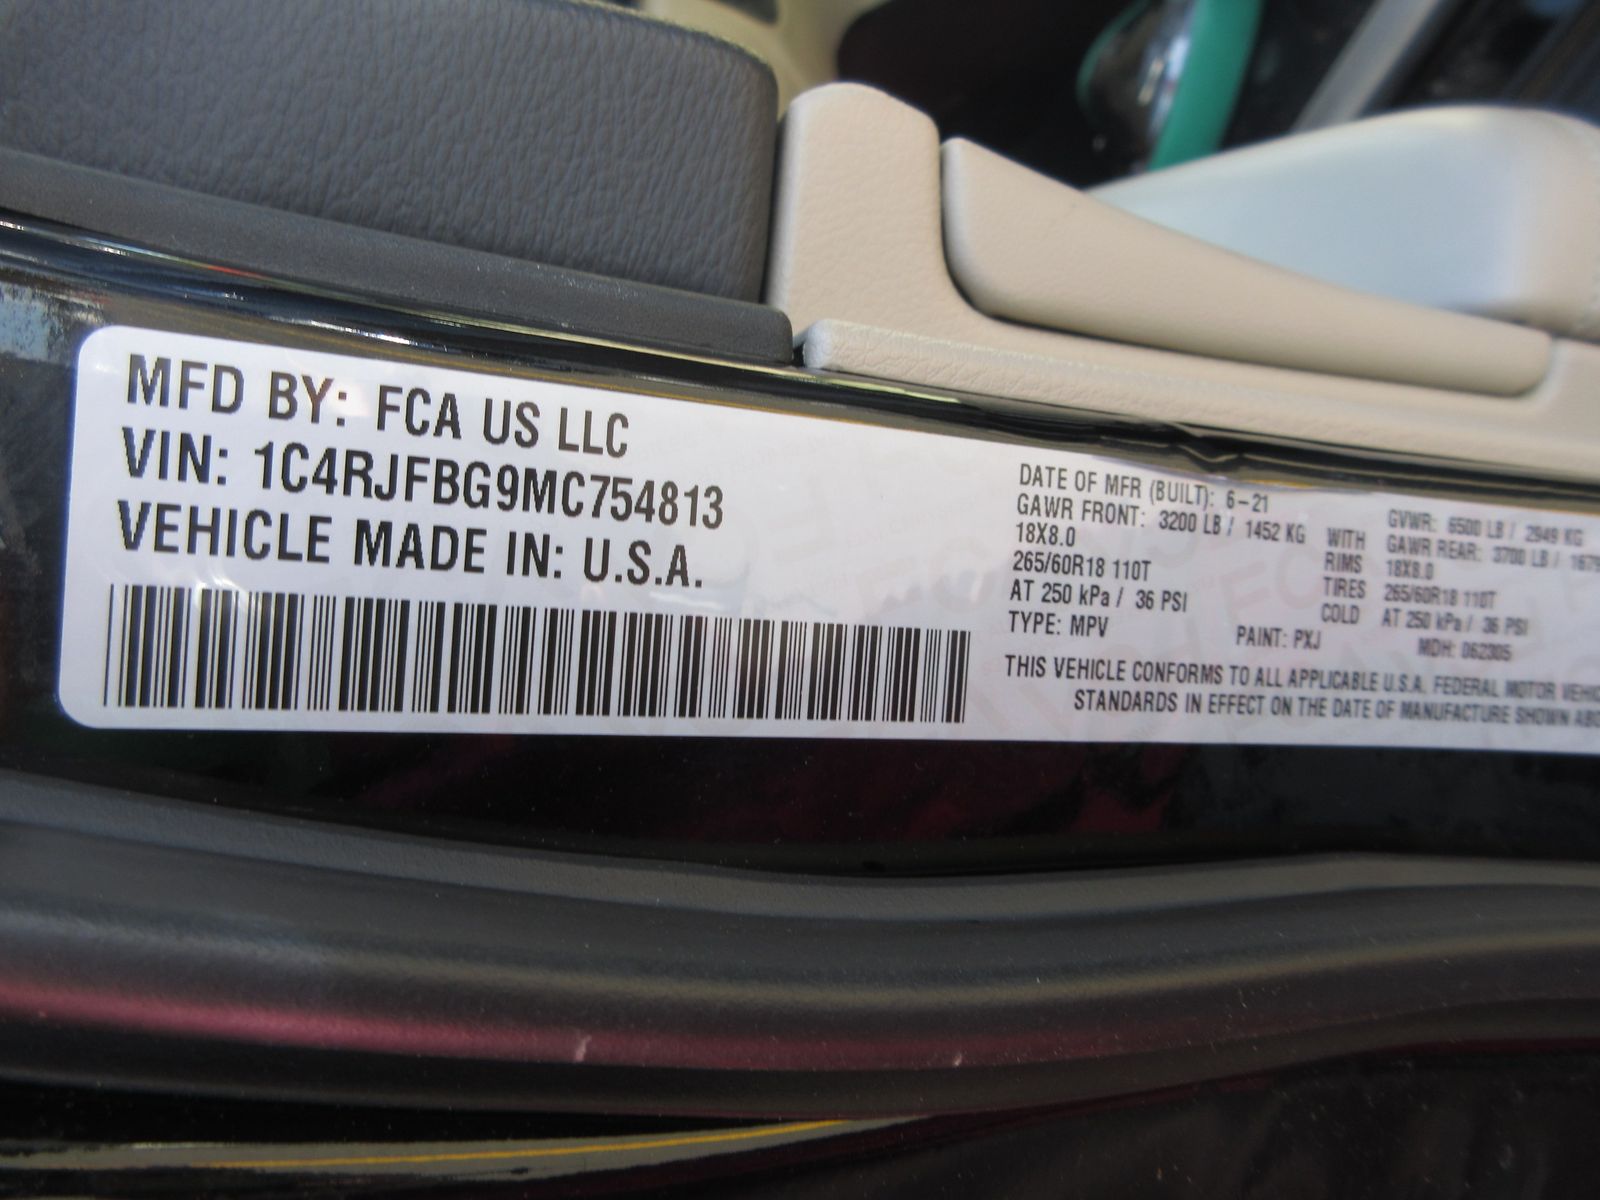 MFD BY: FCA US LLC
VIN: 1C4RJFBG9MC754813
VEHICLE MADE IN: U.S.A.
DATE OF MFR (BUILT): 6-21 GVWR: 6500 LB / 2949 KG
GAWR FRONT: 3200 LB / 1452 KG WITH GAWR REAR: 3700 LB / 1679
18X8.0 RIMS 18X8.0
265/60R18 110T TIRES 265/60R18 110T
AT 250 kPa / 36 PSI COLD AT 250 kPa / 36 PSI
TYPE: MPV PAINT: PXJ MDH: 062305
THIS VEHICLE CONFORMS TO ALL APPLICABLE U.S.A. FEDERAL MOTOR
STANDARDS IN EFFECT ON THE DATE OF MANUFACTURE SHOWN